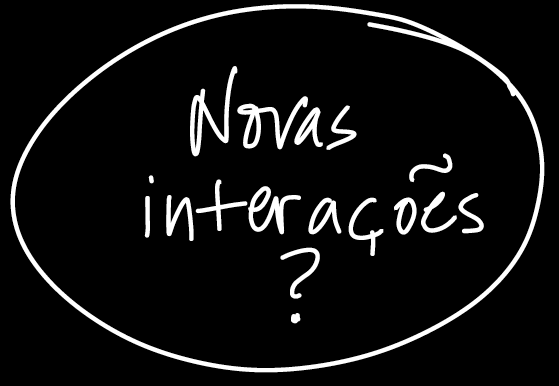 Novas
interações
?